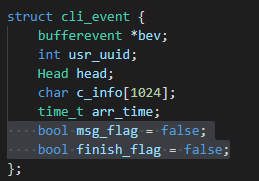 struct cli_event {
    bufferevent *bev;
    int usr_uuid;
    Head head;
    char c_info[1024];
    time_t arr_time;
    bool msg_flag = false;
    bool finish_flag = false;
};